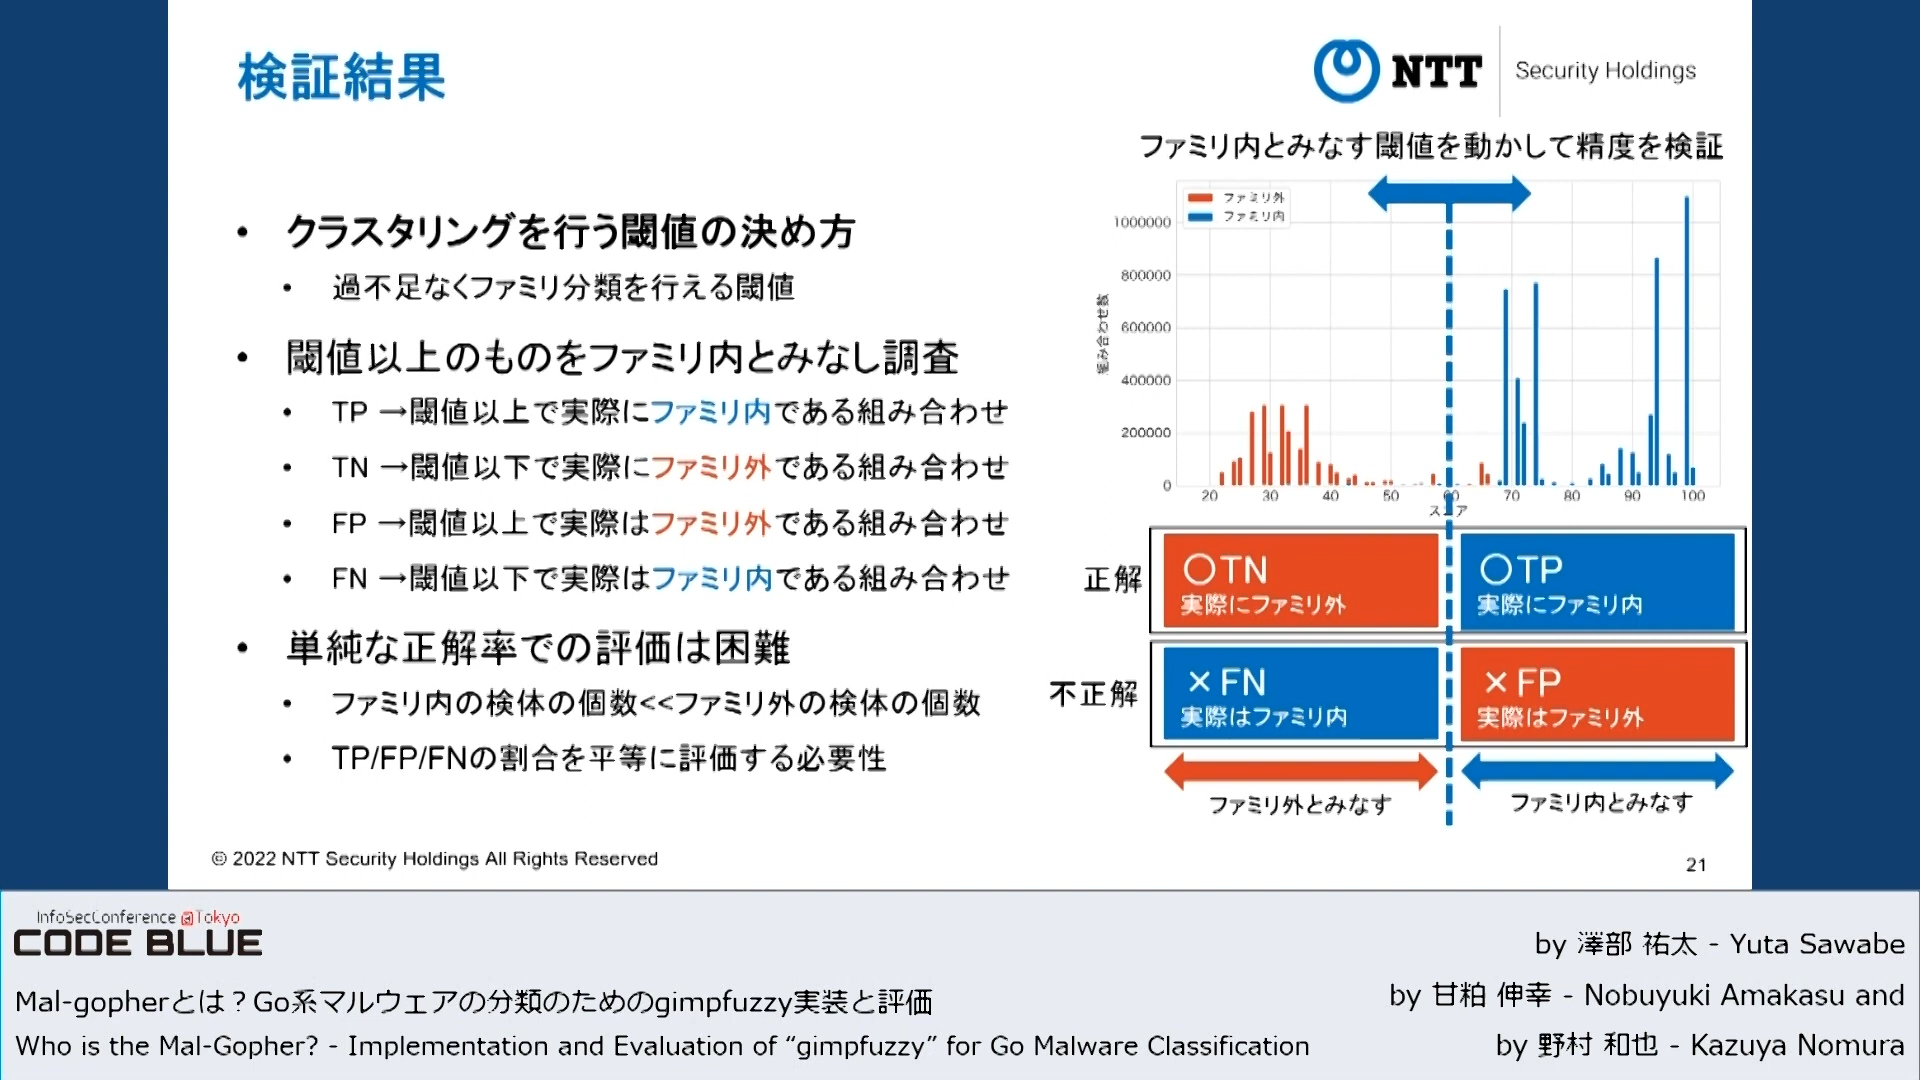 検証結果
NTT
Security Holdings
• クラスタリングを行う閾値の決め方
• 過不足なくファミリ分類を行える閾値
• 閾値以上のものをファミリ内とみなし調査
• TP →閾値以上で実際にファミリ内である組み合わせ
• TN →閾値以下で実際にファミリ外である組み合わせ
• FP →閾値以上で実際はファミリ外である組み合わせ
• FN →閾値以下で実際はファミリ内である組み合わせ
• 単純な正解率での評価は困難
• ファミリ内の検体の個数<<ファミリ外の検体の個数
• TP/FP/FNの割合を平等に評価する必要性
ファミリ内とみなす閾値を動かして精度を検証
ファミリ外
ファミリ内
1000000
800000
600000
400000
200000
0
組み合わせ数
20 30 40 50 60 70 80 90 100
スコア
正解
〇TN
実際にファミリ外
〇TP
実際にファミリ内
不正解
×FN
実際はファミリ内
×FP
実際はファミリ外
ファミリ外とみなす
ファミリ内とみなす
© 2022 NTT Security Holdings All Rights Reserved
21
InfoSecConference @Tokyo
CODE BLUE
Mal-gopherとは？Go系マルウェアの分類のためのgimpfuzzy実装と評価
Who is the Mal-Gopher? - Implementation and Evaluation of “gimpfuzzy” for Go Malware Classification
by 澤部 祐太 - Yuta Sawabe
by 甘粕 伸幸 - Nobuyuki Amakasu and
by 野村 和也 - Kazuya Nomura